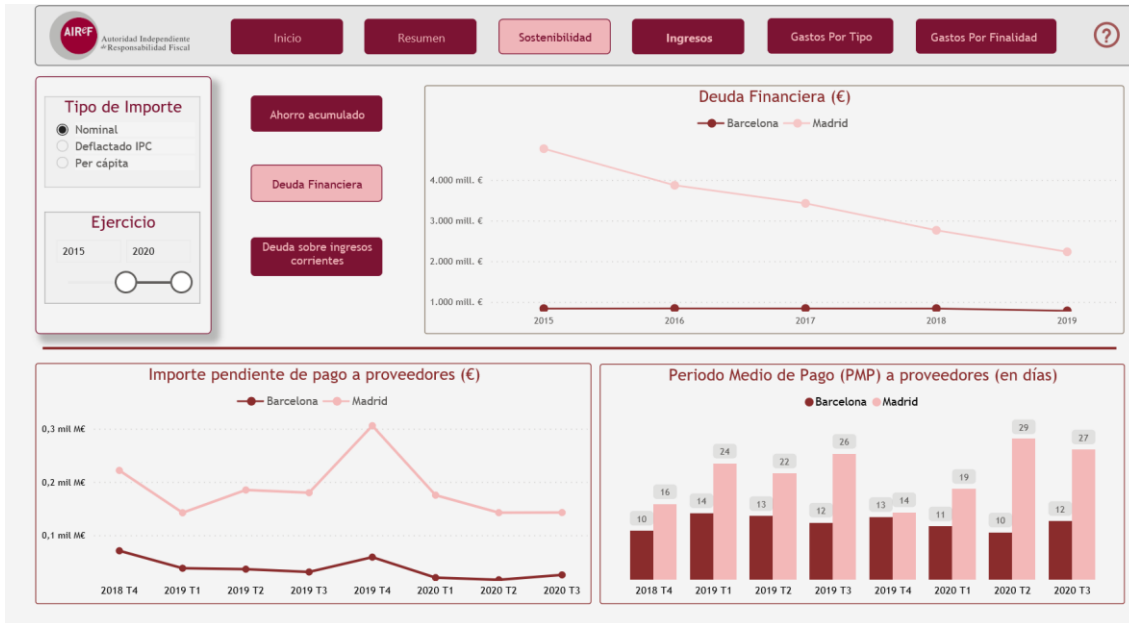 AIReF
Autoridad Independiente
de Responsabilidad Fiscal
Inicio
Resumen
Sostenibilidad
Ingresos
Gastos Por Tipo
Gastos Por Finalidad
?
Tipo de Importe
Nominal
Deflactado IPC
Per cápita
Ejercicio
2015 2020
Ahorro acumulado
Deuda Financiera
Deuda sobre ingresos
corrientes
Deuda Financiera (€)
Barcelona Madrid
4.000 mill. €
3.000 mill. €
2.000 mill. €
1.000 mill. €
2015 2016 2017 2018 2019
Importe pendiente de pago a proveedores (€)
Barcelona Madrid
0,3 mil M€
0,2 mil M€
0,1 mil M€
2018 T4 2019 T1 2019 T2 2019 T3 2019 T4 2020 T1 2020 T2 2020 T3
Periodo Medio de Pago (PMP) a proveedores (en días)
Barcelona Madrid
10 16 14 24 13 22 12 26 13 14 11 19 10 29 12 27
2018 T4 2019 T1 2019 T2 2019 T3 2019 T4 2020 T1 2020 T2 2020 T3